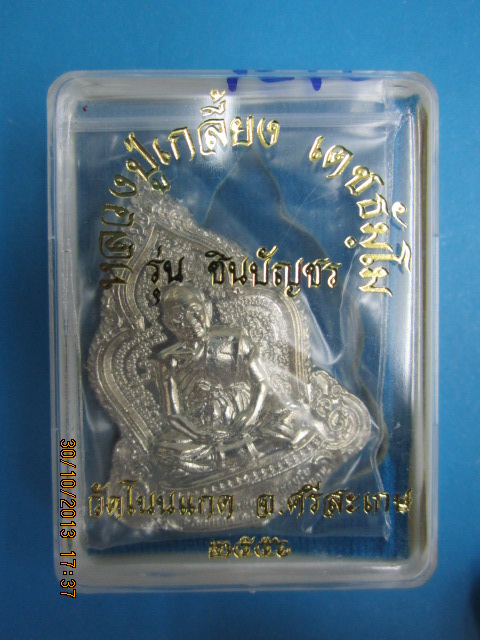 หลวงปู่เกลี้ยง เตชธมฺโม
รุ่น ชินบัญชร
วัดโนนแกด จ.ศรีสะเกษ
๒๕๕๖
30/10/2013 17:37